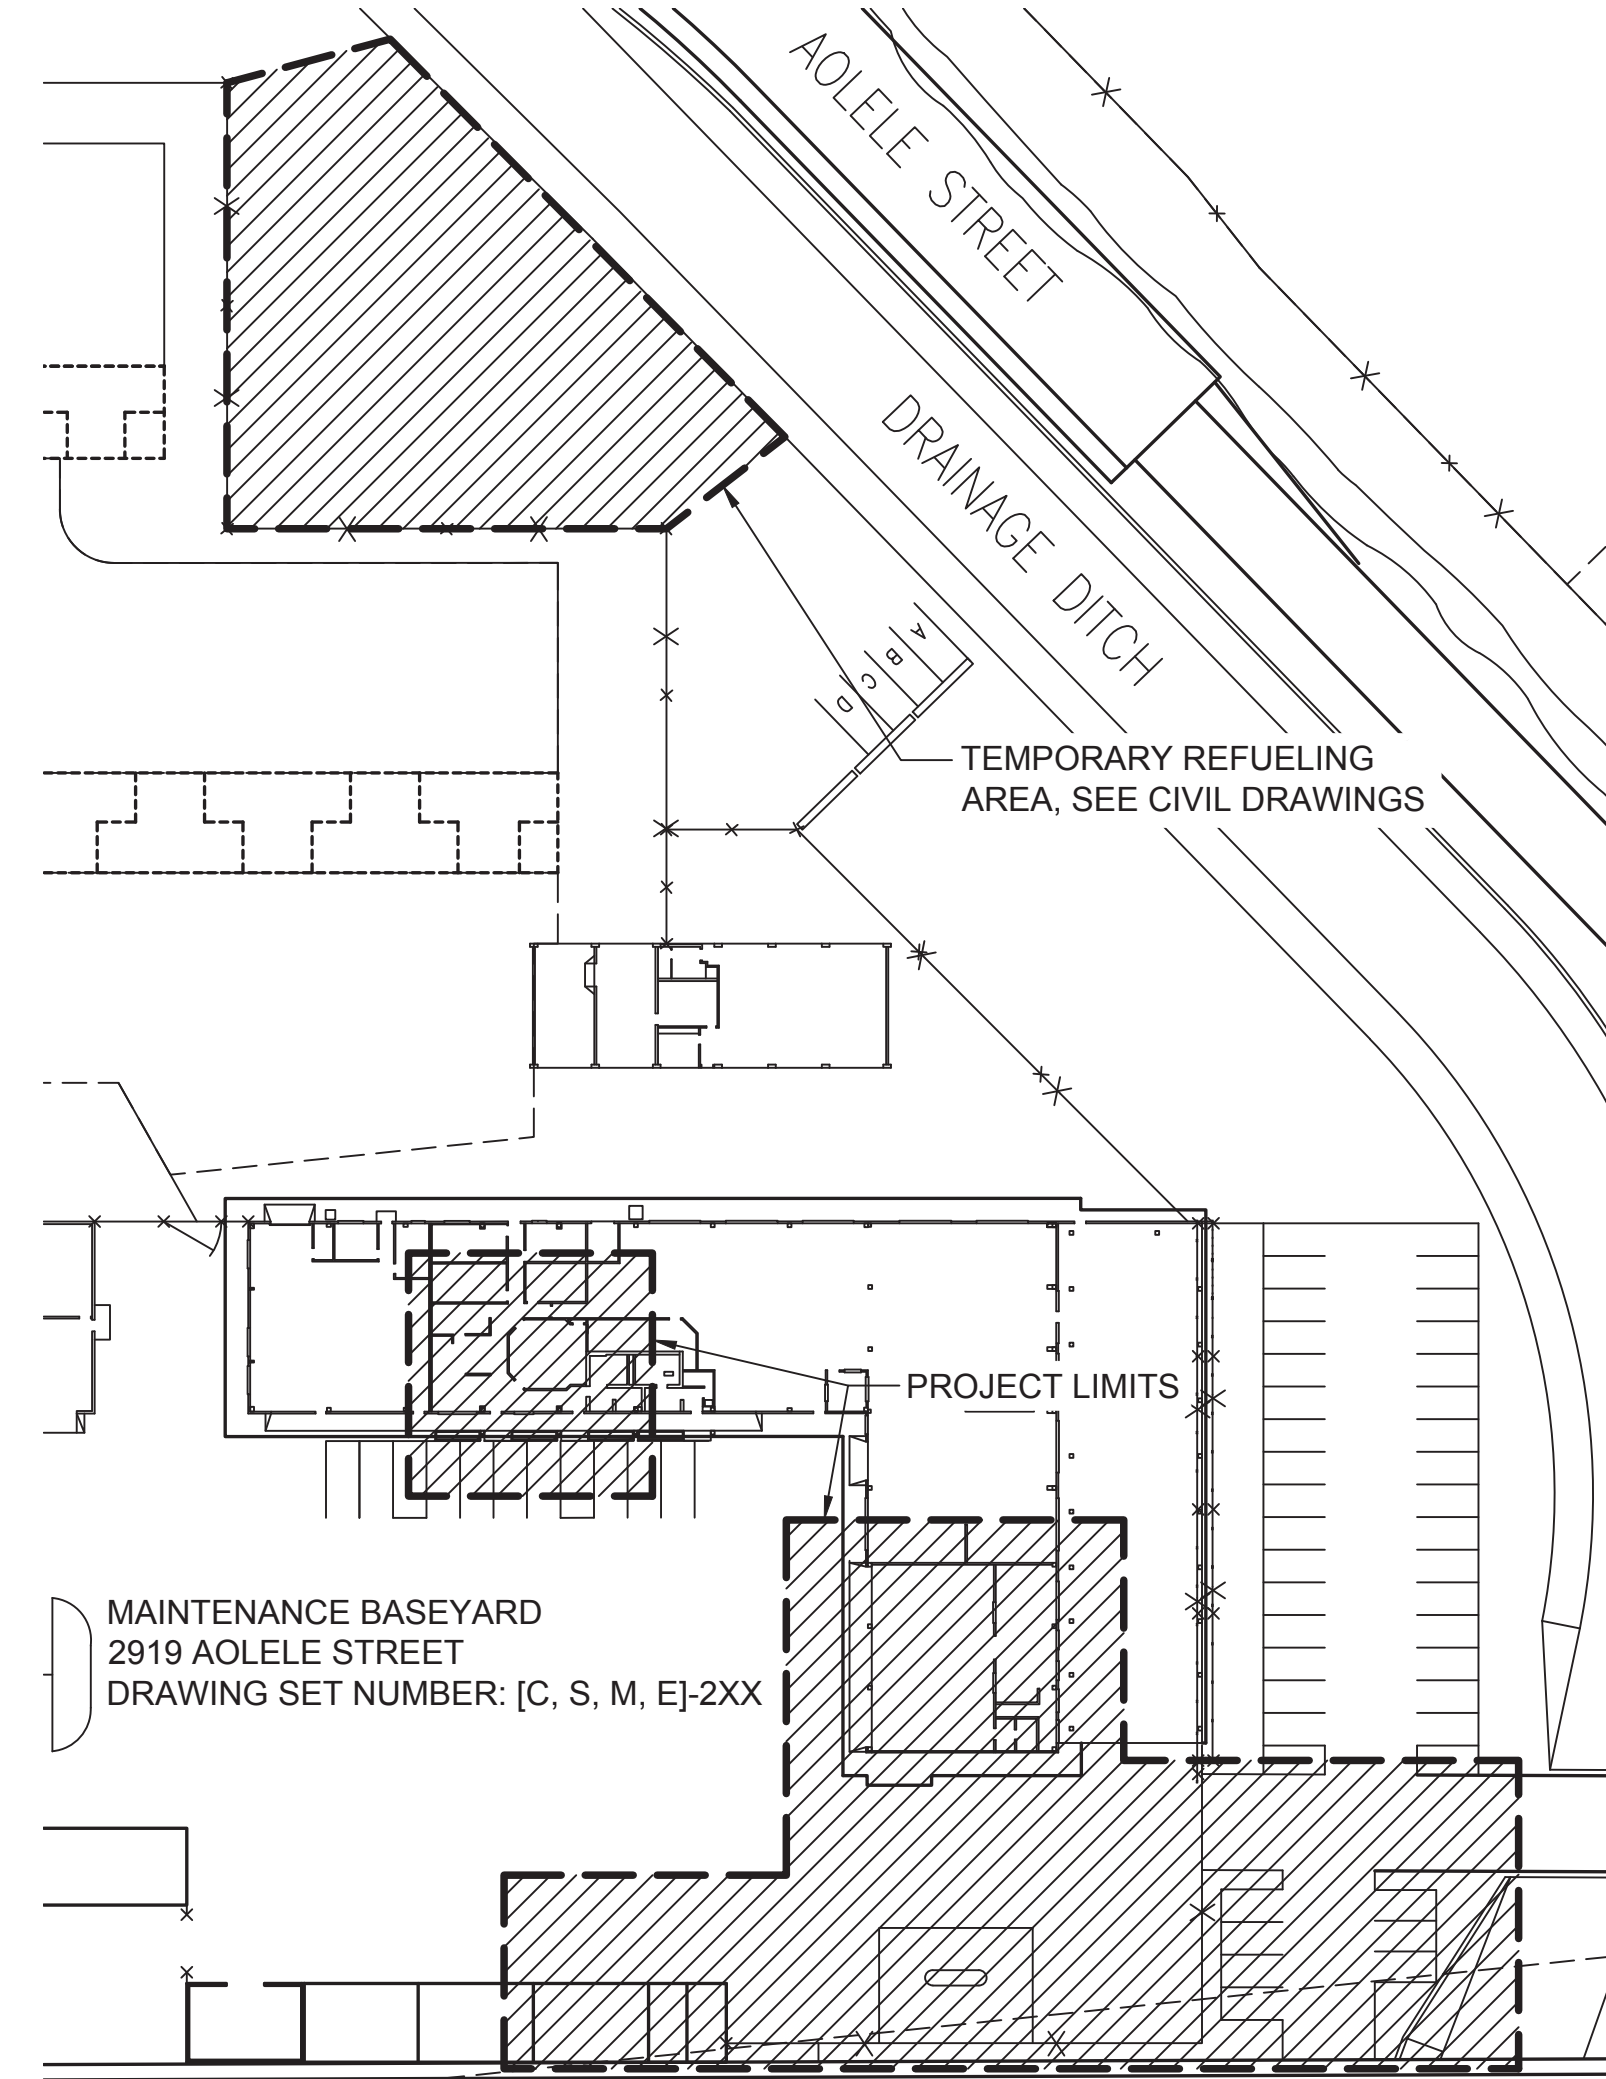 AOLELE STREET
DRAINAGE DITCH
A
B
C
D
TEMPORARY REFUELING
AREA, SEE CIVIL DRAWINGS
PROJECT LIMITS
MAINTENANCE BASEYARD
2919 AOLELE STREET
DRAWING SET NUMBER: [C, S, M, E]-2XX